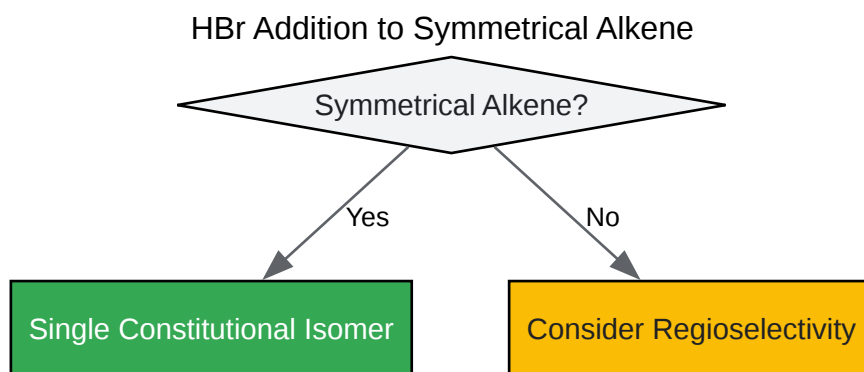 HBr Addition to Symmetrical Alkene
Symmetrical Alkene?
Yes
No
Single Constitutional Isomer
Consider Regioselectivity